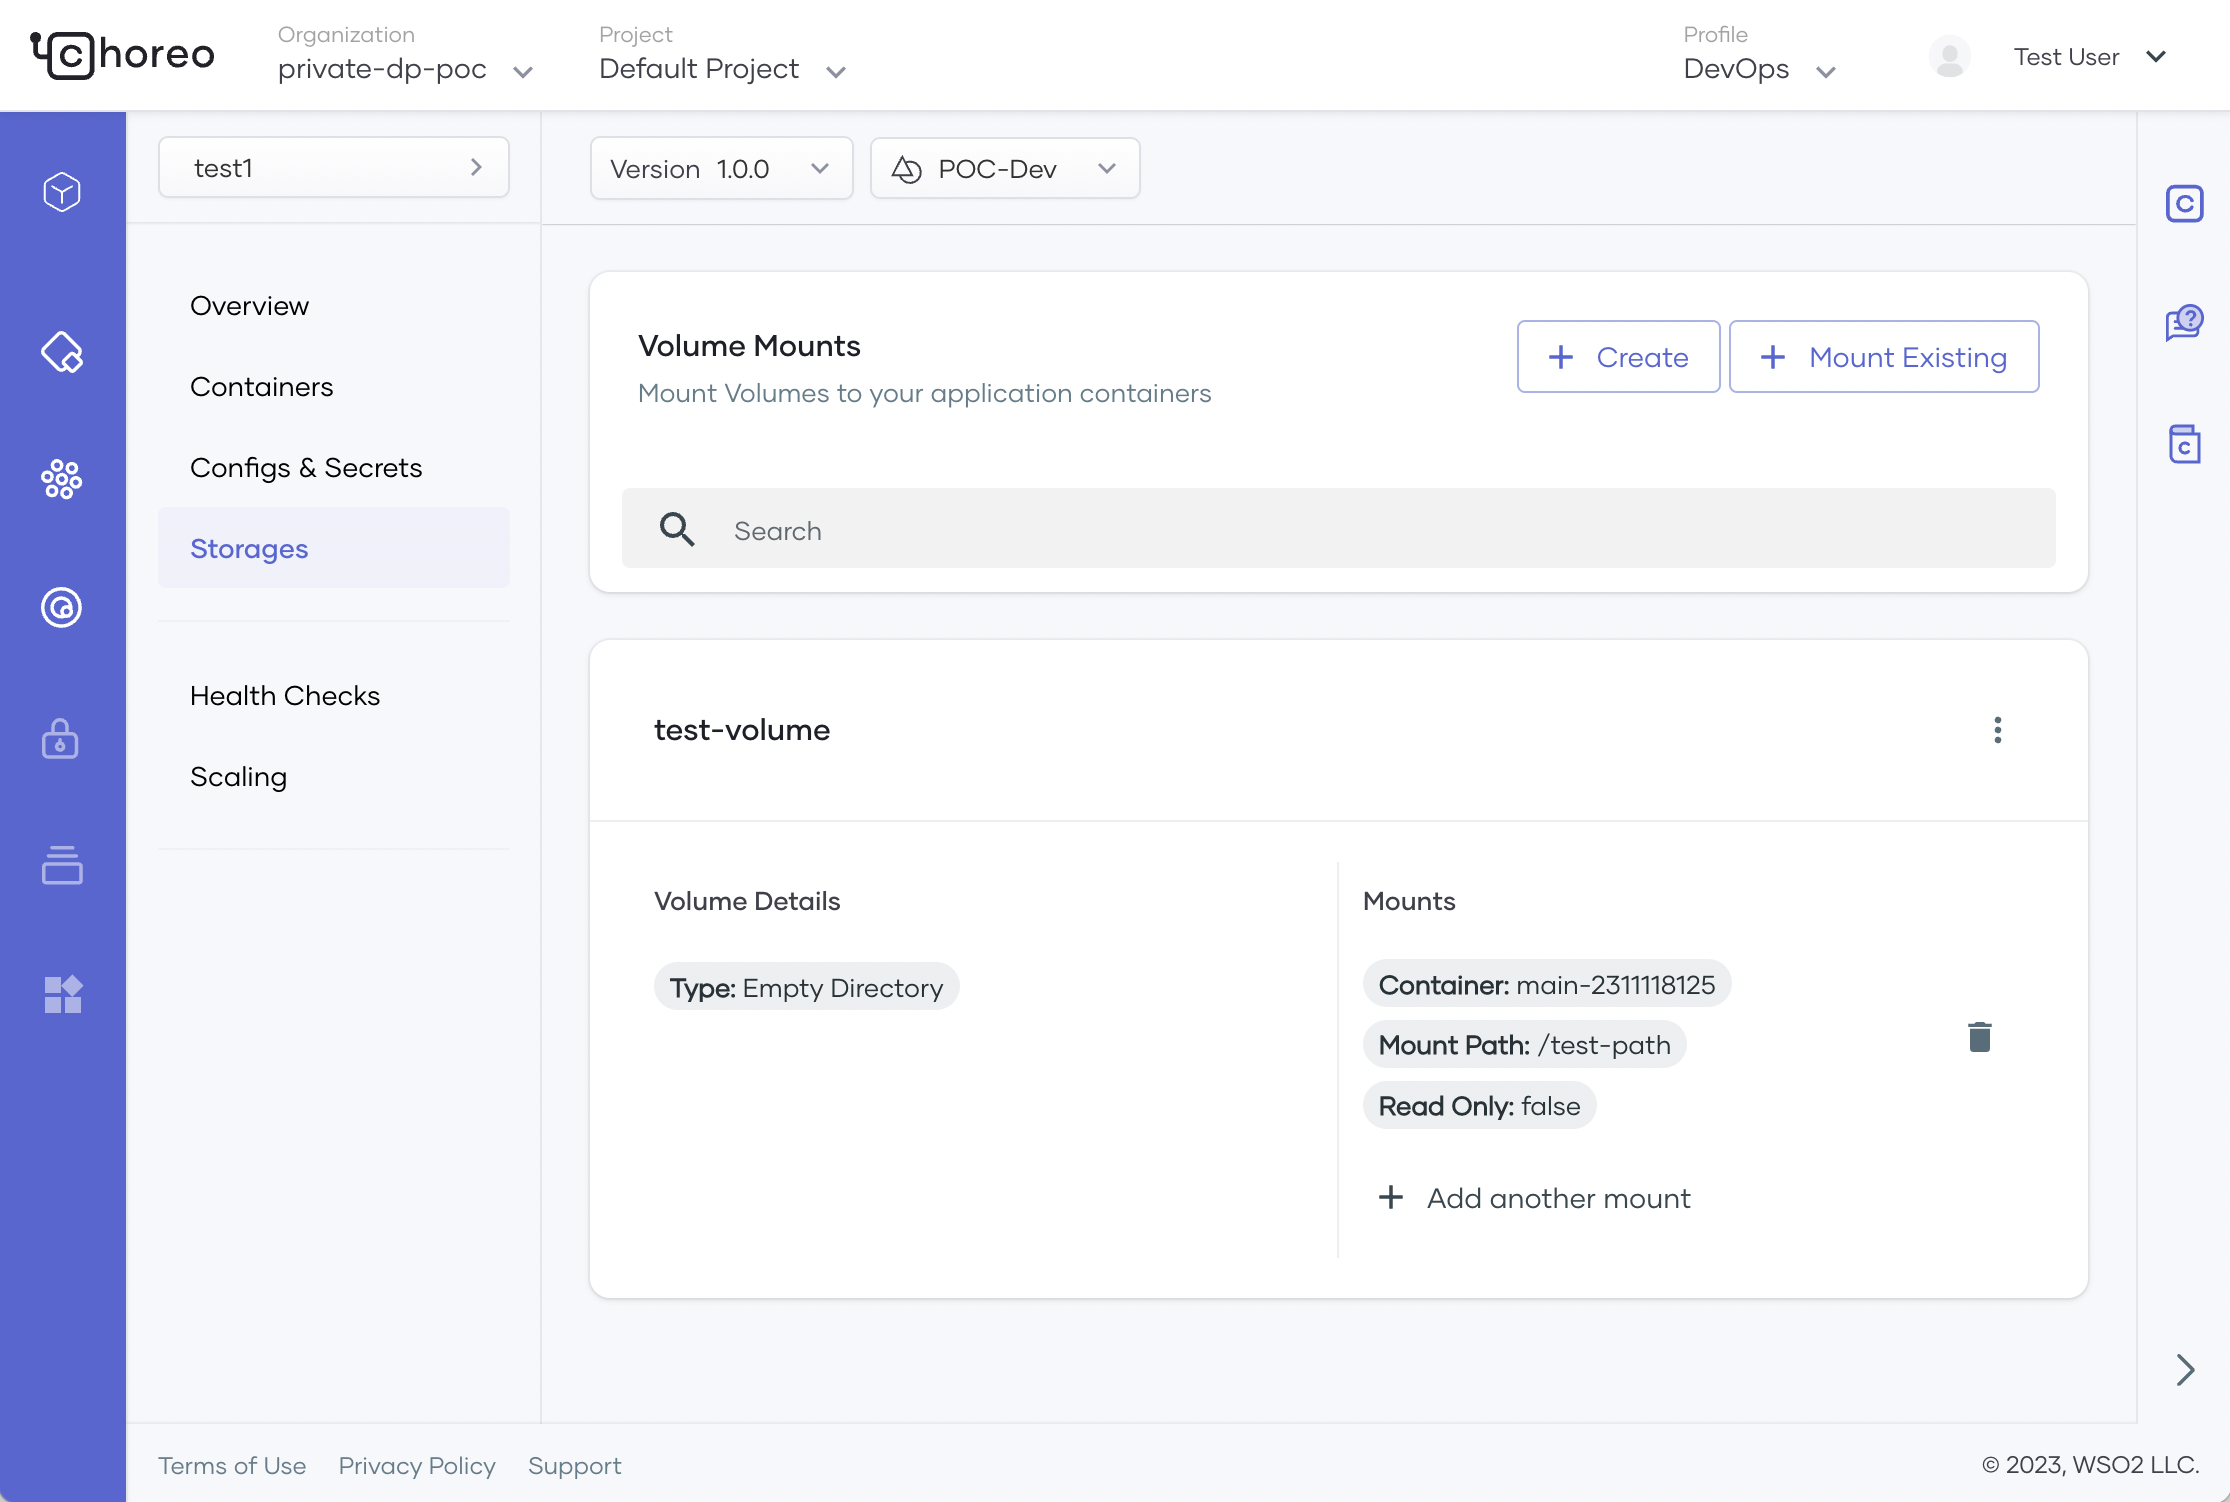 choreo
Organization
private-dp-poc
Project
Default Project
Profile
DevOps
Test User
test1
Version 1.0.0
POC-Dev
Overview
Containers
Configs & Secrets
Storages
Health Checks
Scaling
Volume Mounts
Mount Volumes to your application containers
+ Create
+ Mount Existing
Search
test-volume
Volume Details
Type: Empty Directory
Mounts
Container: main-2311118125
Mount Path: /test-path
Read Only: false
+ Add another mount
Terms of Use
Privacy Policy
Support
© 2023, WSO2 LLC.